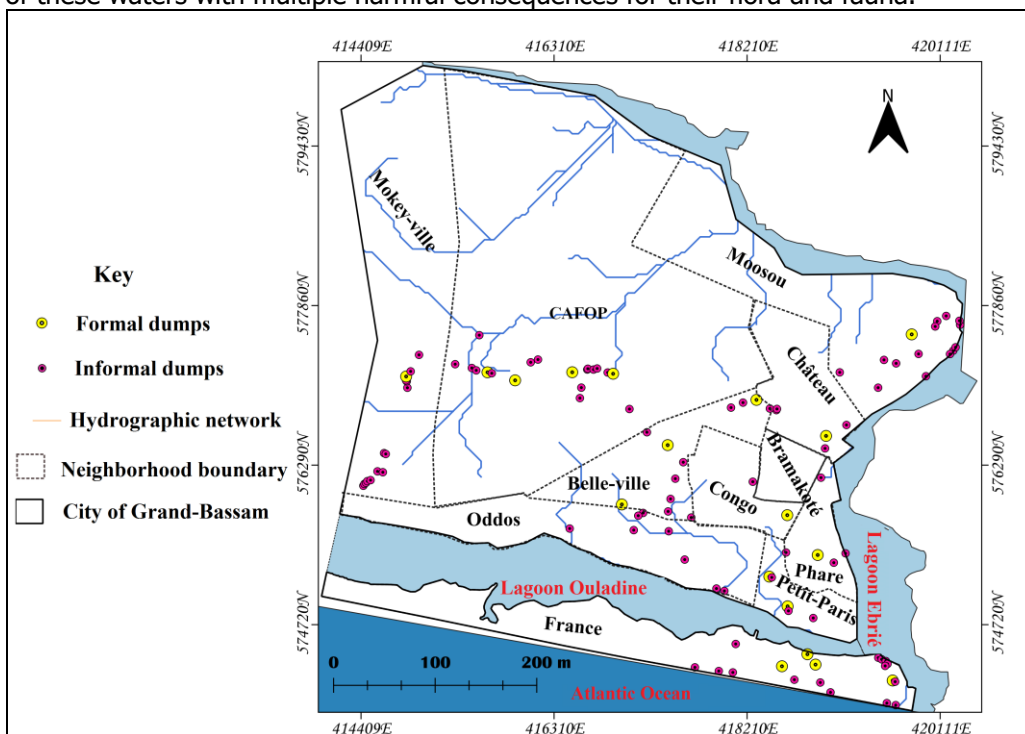 of these waters with multiple harmful consequences for their flora and fauna.
414409E 416310E 418210E 420111E
N
579430N 579430N
Mokey-ville
Moosou
Key
577860N 577860N
CAFOP
Formal dumps
Château
Informal dumps
Hydrographic network
Bramakoté
576290N 576290N
Neighborhood boundary
Belle-ville
Congo
City of Grand-Bassam
Oddos
Phare
Lagoon Ebrié
Lagoon Ouladine
Petit-Paris
574720N 574720N
France
0 100 200 m
Atlantic Ocean
414409E 416310E 418210E 420111E